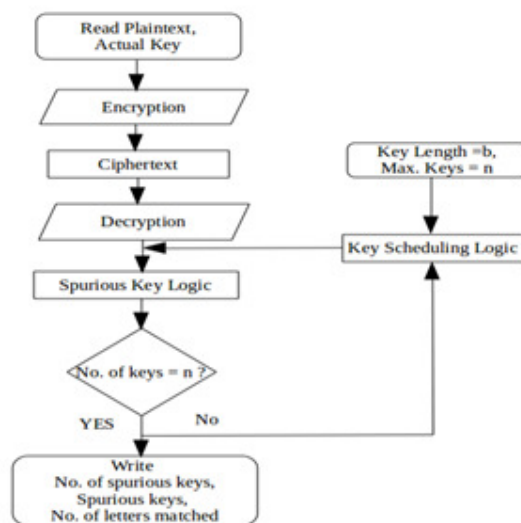 Read Plaintext,
Actual Key
Encryption
Ciphertext
Key Length =b,
Max. Keys = n
Decryption
Key Scheduling Logic
Spurious Key Logic
No. of keys = n ?
YES
No
Write
No. of spurious keys,
Spurious keys,
No. of letters matched